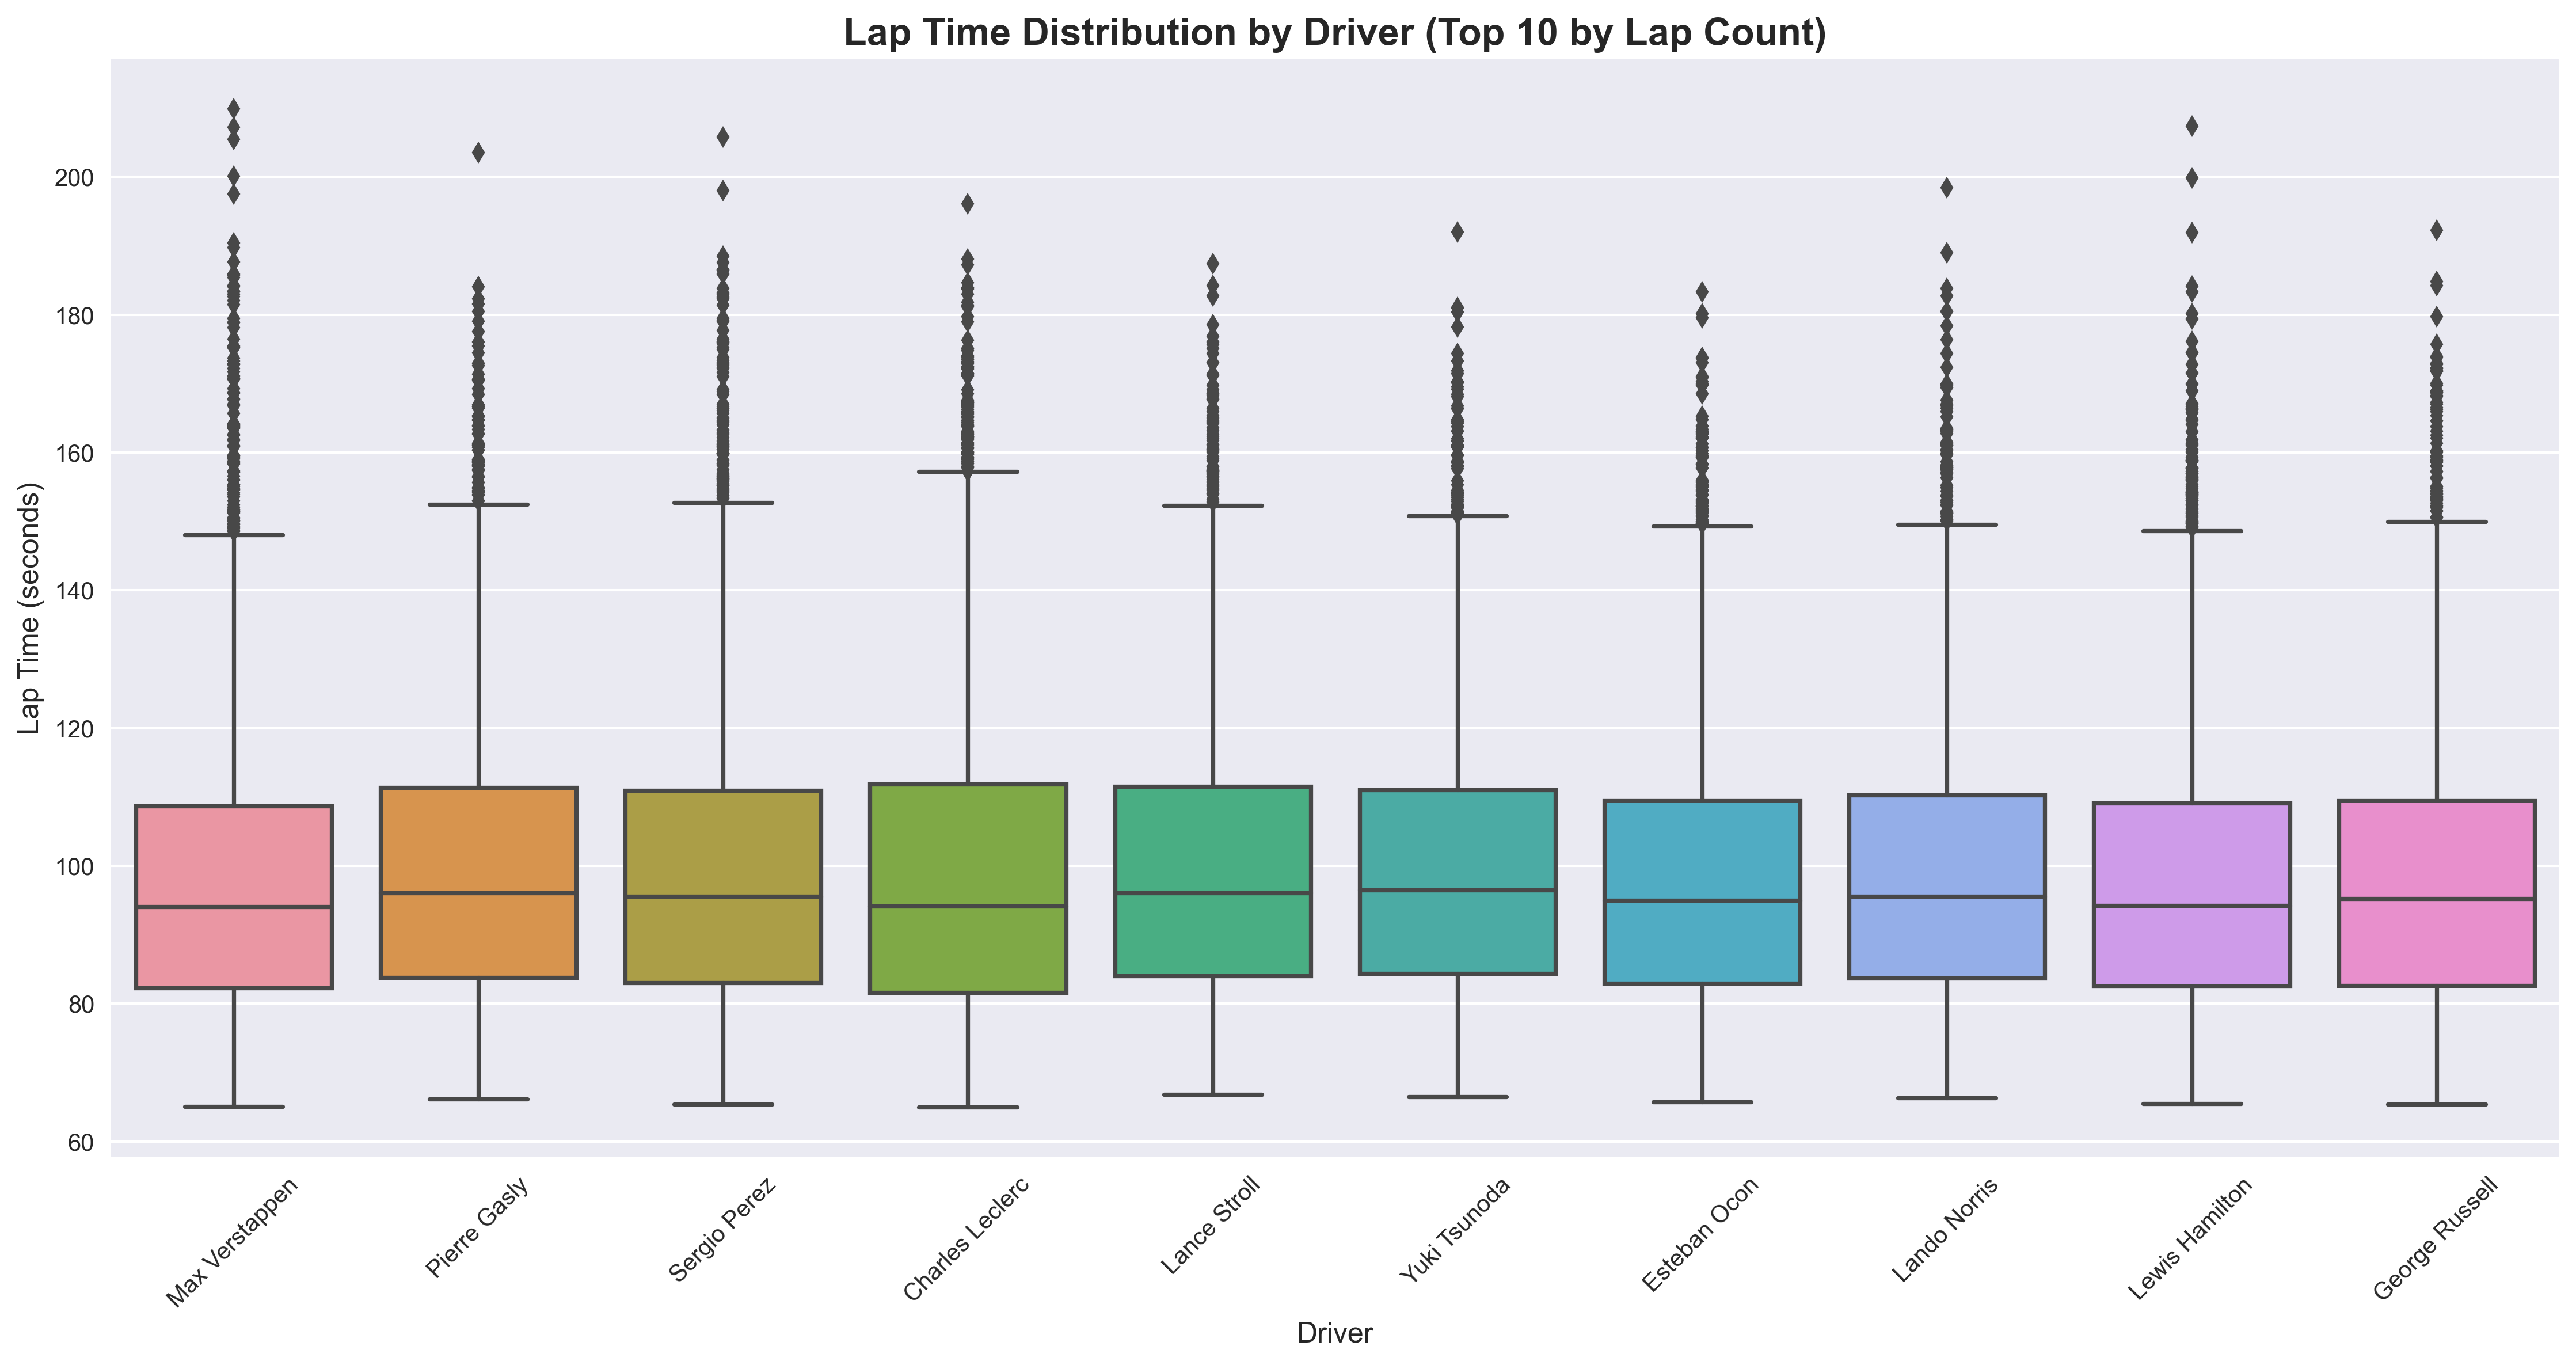 Lap Time Distribution by Driver (Top 10 by Lap Count)
Lap Time (seconds)
200
180
160
140
120
100
80
60
Max Verstappen
Pierre Gasly
Sergio Perez
Charles Leclerc
Lance Stroll
Yuki Tsunoda
Esteban Ocon
Lando Norris
Lewis Hamilton
George Russell
Driver